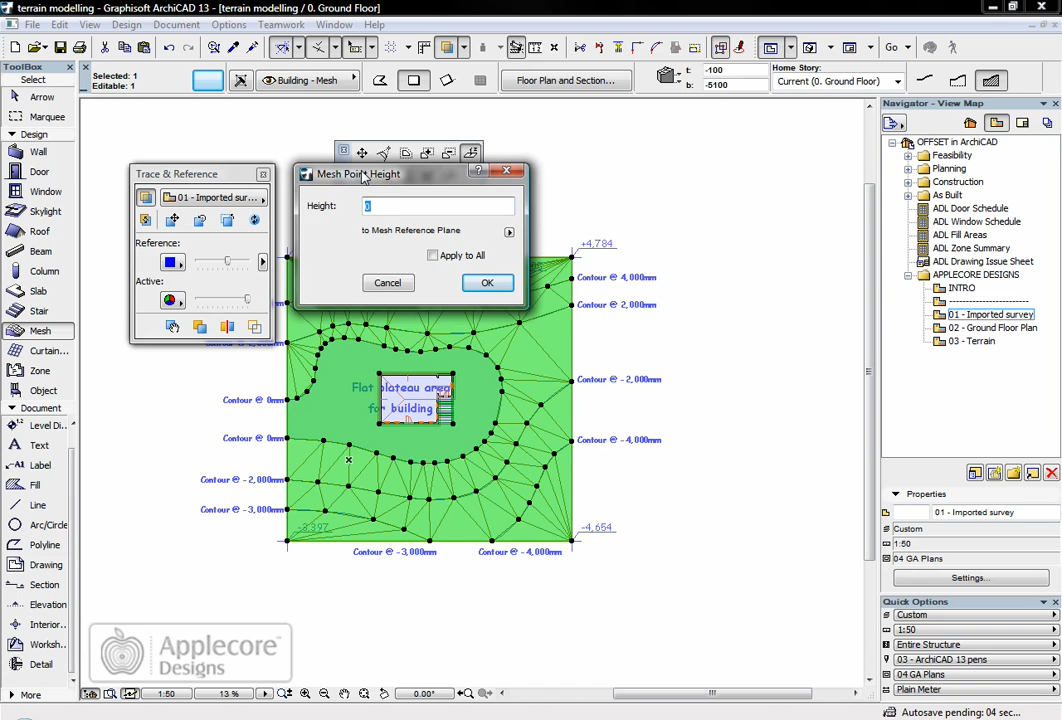 terrain modelling - Graphisoft ArchiCAD 13 - [terrain modelling / 0. Ground Floor]
File Edit View Design Document Options Teamwork Window Help
Go
ToolBox
Select
Arrow
Marquee
Design
Wall
Door
Window
Skylight
Roof
Beam
Column
Slab
Stair
Mesh
Curtain...
Zone
Object
Document
Level Di...
Text
Label
Fill
Line
Arc/Circle
Polyline
Drawing
Section
Elevation
Interior...
Worksh...
Detail
More
Selected: 1
Editable: 1
Building - Mesh
Floor Plan and Section...
t: -100
b: -5100
Home Story:
Current (0. Ground Floor)
Trace & Reference
01 - Imported sur...
Reference:
Active:
Mesh Point Height
Height: 0
to Mesh Reference Plane
Apply to All
Cancel OK
+4,784
Contour @ 4,000mm
Contour @ 2,000mm
Contour @ -2,000mm
Contour @ -4,000mm
Flat plateau area
for building
Contour @ 0mm
Contour @ 0mm
Contour @ -2,000mm
Contour @ -3,000mm
-3,397
-4,654
Contour @ -3,000mm
Contour @ -4,000mm
Applecore
Designs
1:50 13 % 0.00°
Navigator - View Map
OFFSET in ArchiCAD
Feasibility
Planning
Construction
As Built
ADL Door Schedule
ADL Window Schedule
ADL Fill Areas
ADL Zone Summary
ADL Drawing Issue Sheet
APPLECORE DESIGNS
INTRO
------------------------
01 - Imported survey
02 - Ground Floor Plan
03 - Terrain
Properties
01 - Imported survey
Custom
1:50
04 GA Plans
Settings...
Quick Options
Custom
1:50
Entire Structure
03 - ArchiCAD 13 pens
04 GA Plans
Plain Meter
Autosave pending: 04 sec...